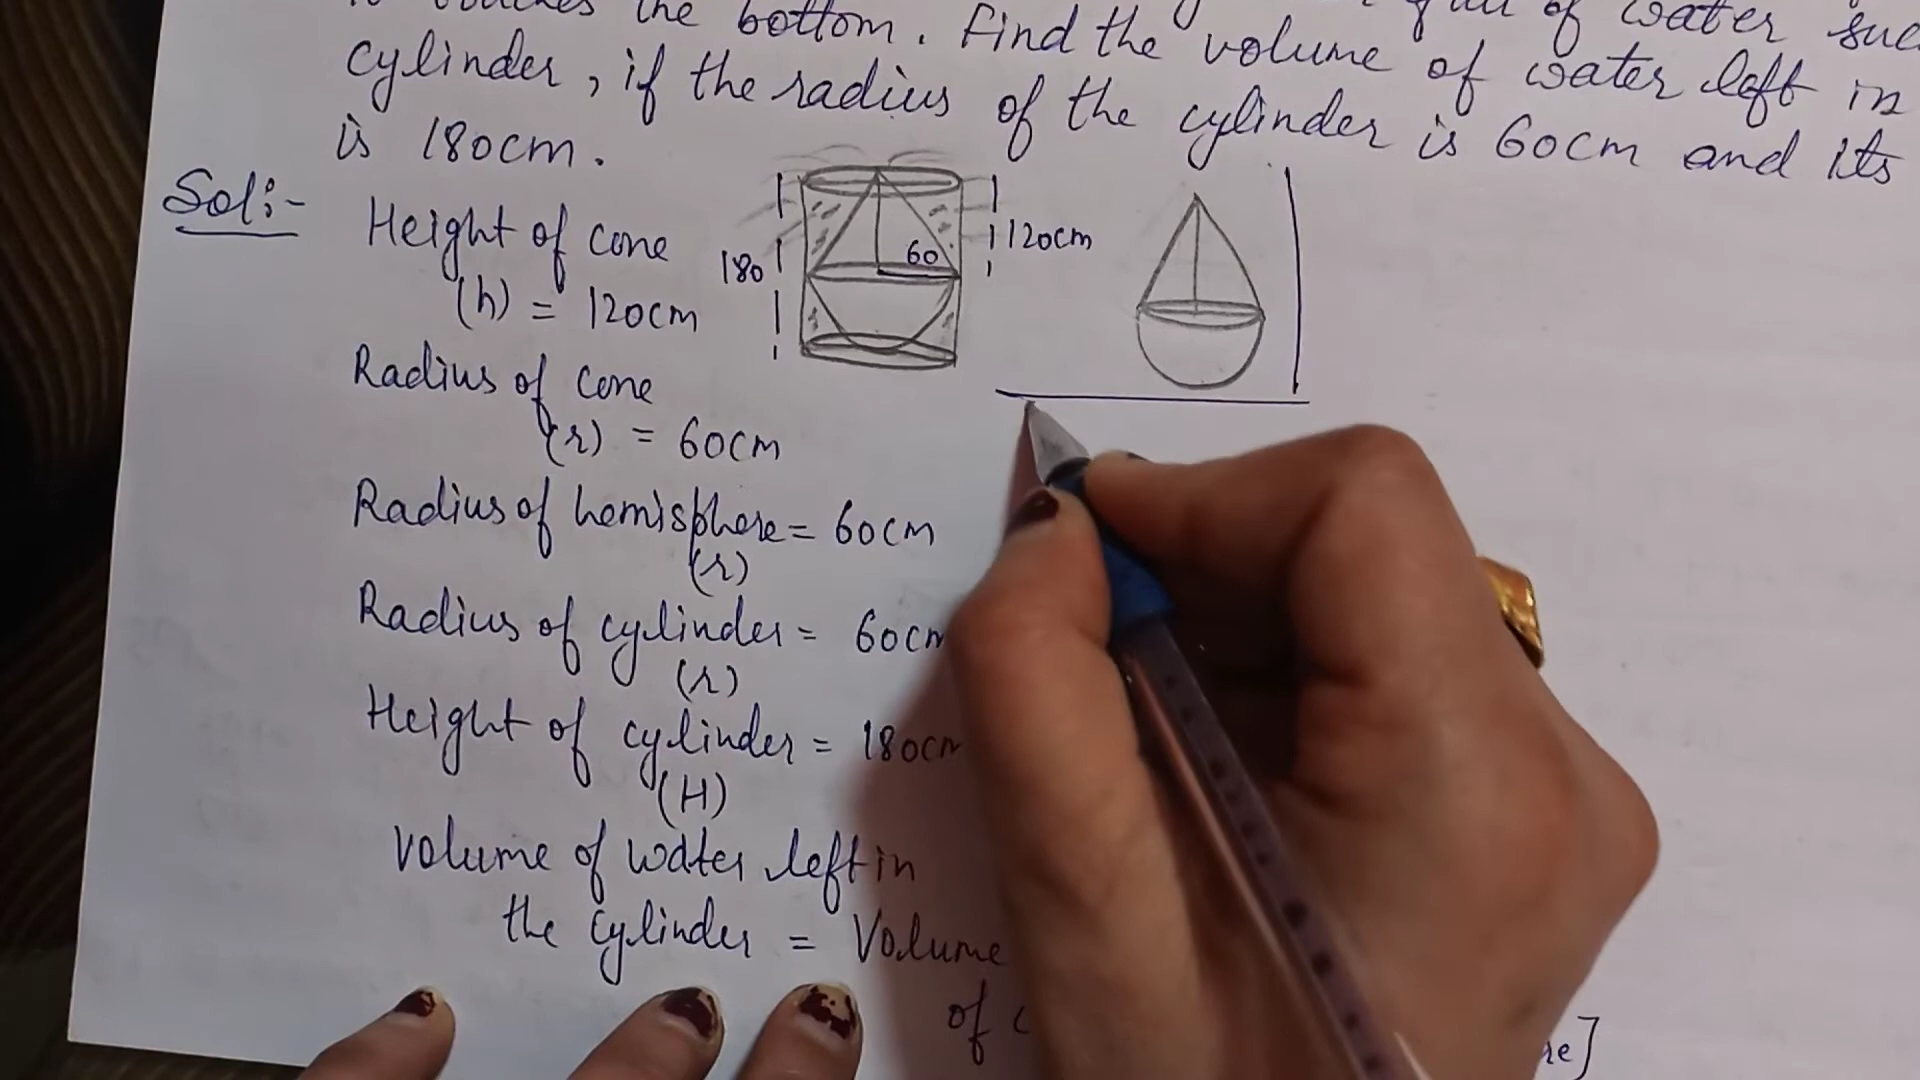 the bottom. Find the volume of water left in
cylinder, if the radius of the cylinder is 60cm and its
is 180cm.
Sol:-
180
60
120cm
Height of cone
(h) = 120cm
Radius of cone
(r) = 60cm
Radius of hemisphere = 60cm
(r)
Radius of cylinder = 60cm
(r)
Height of cylinder = 180cm
(H)
Volume of water left in
the cylinder = Volume
of